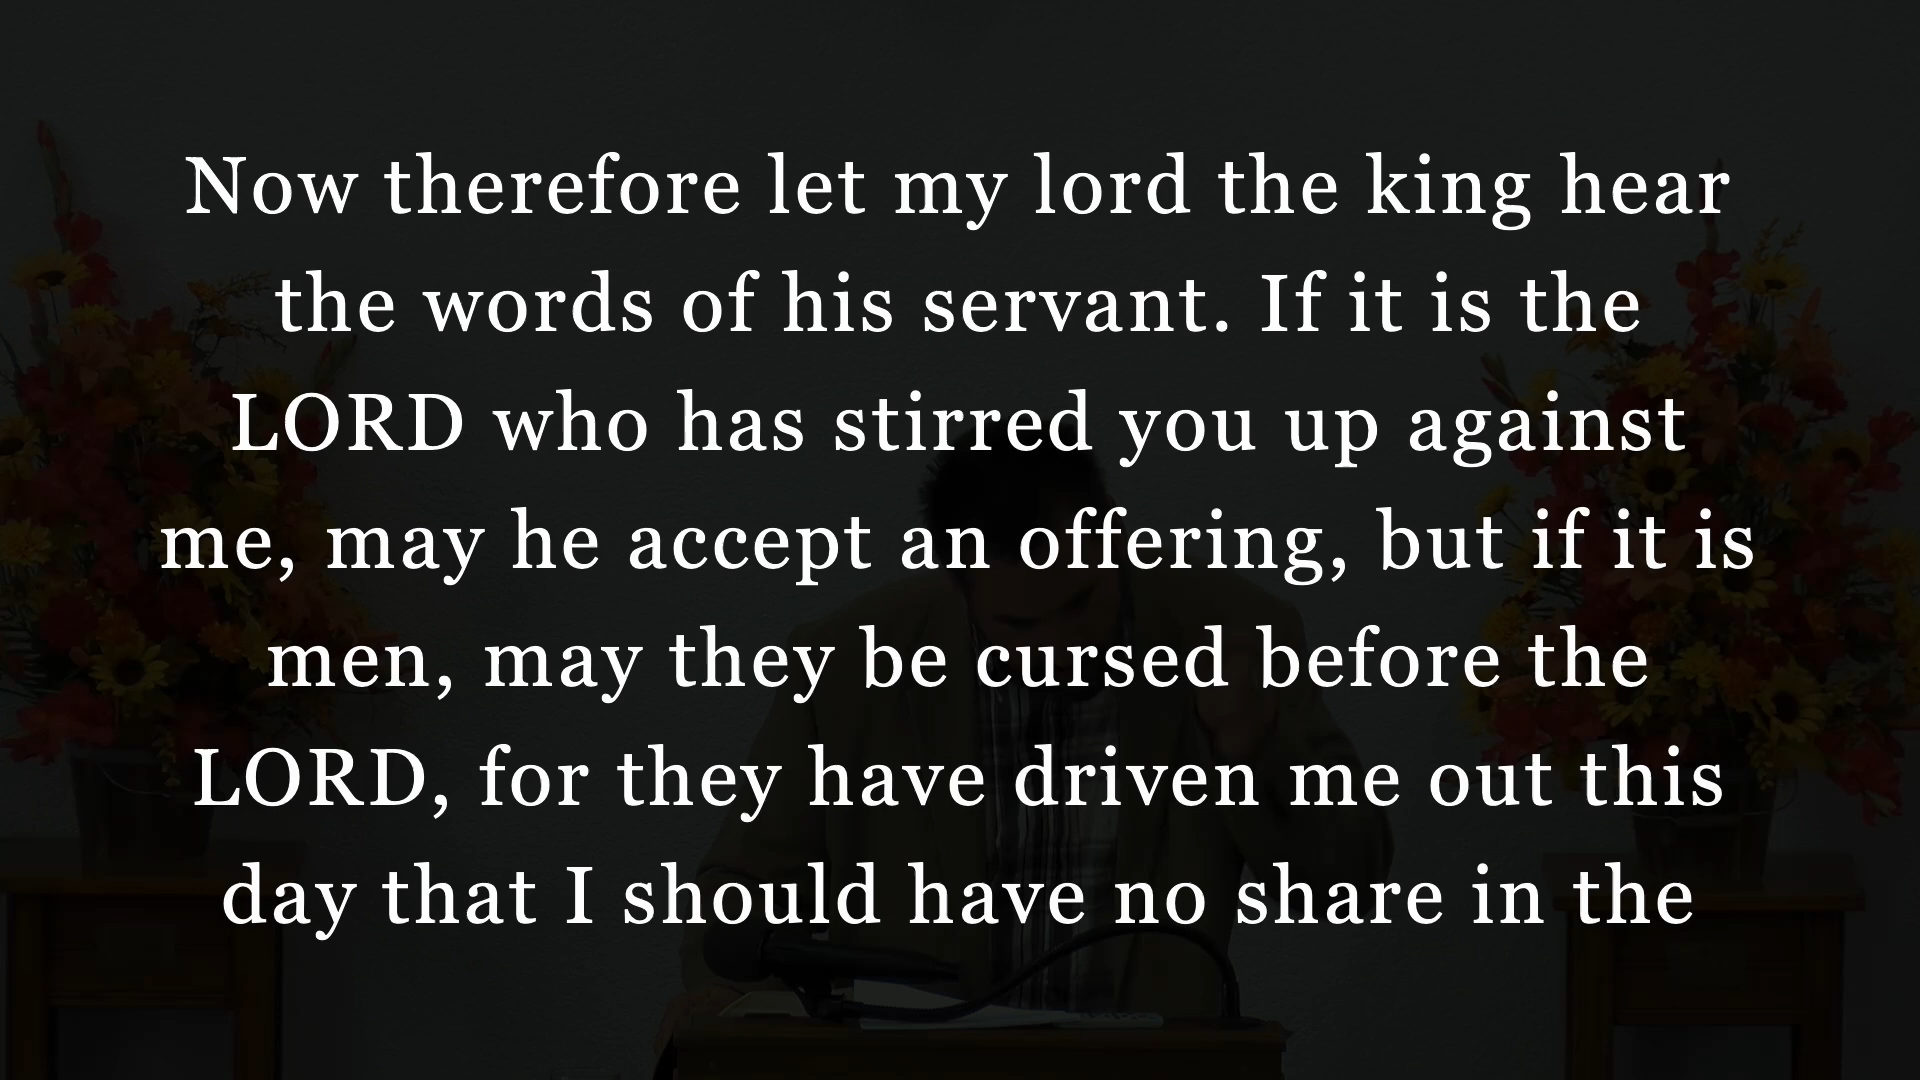 Now therefore let my lord the king hear
the words of his servant. If it is the
LORD who has stirred you up against
me, may he accept an offering, but if it is
men, may they be cursed before the
LORD, for they have driven me out this
day that I should have no share in the